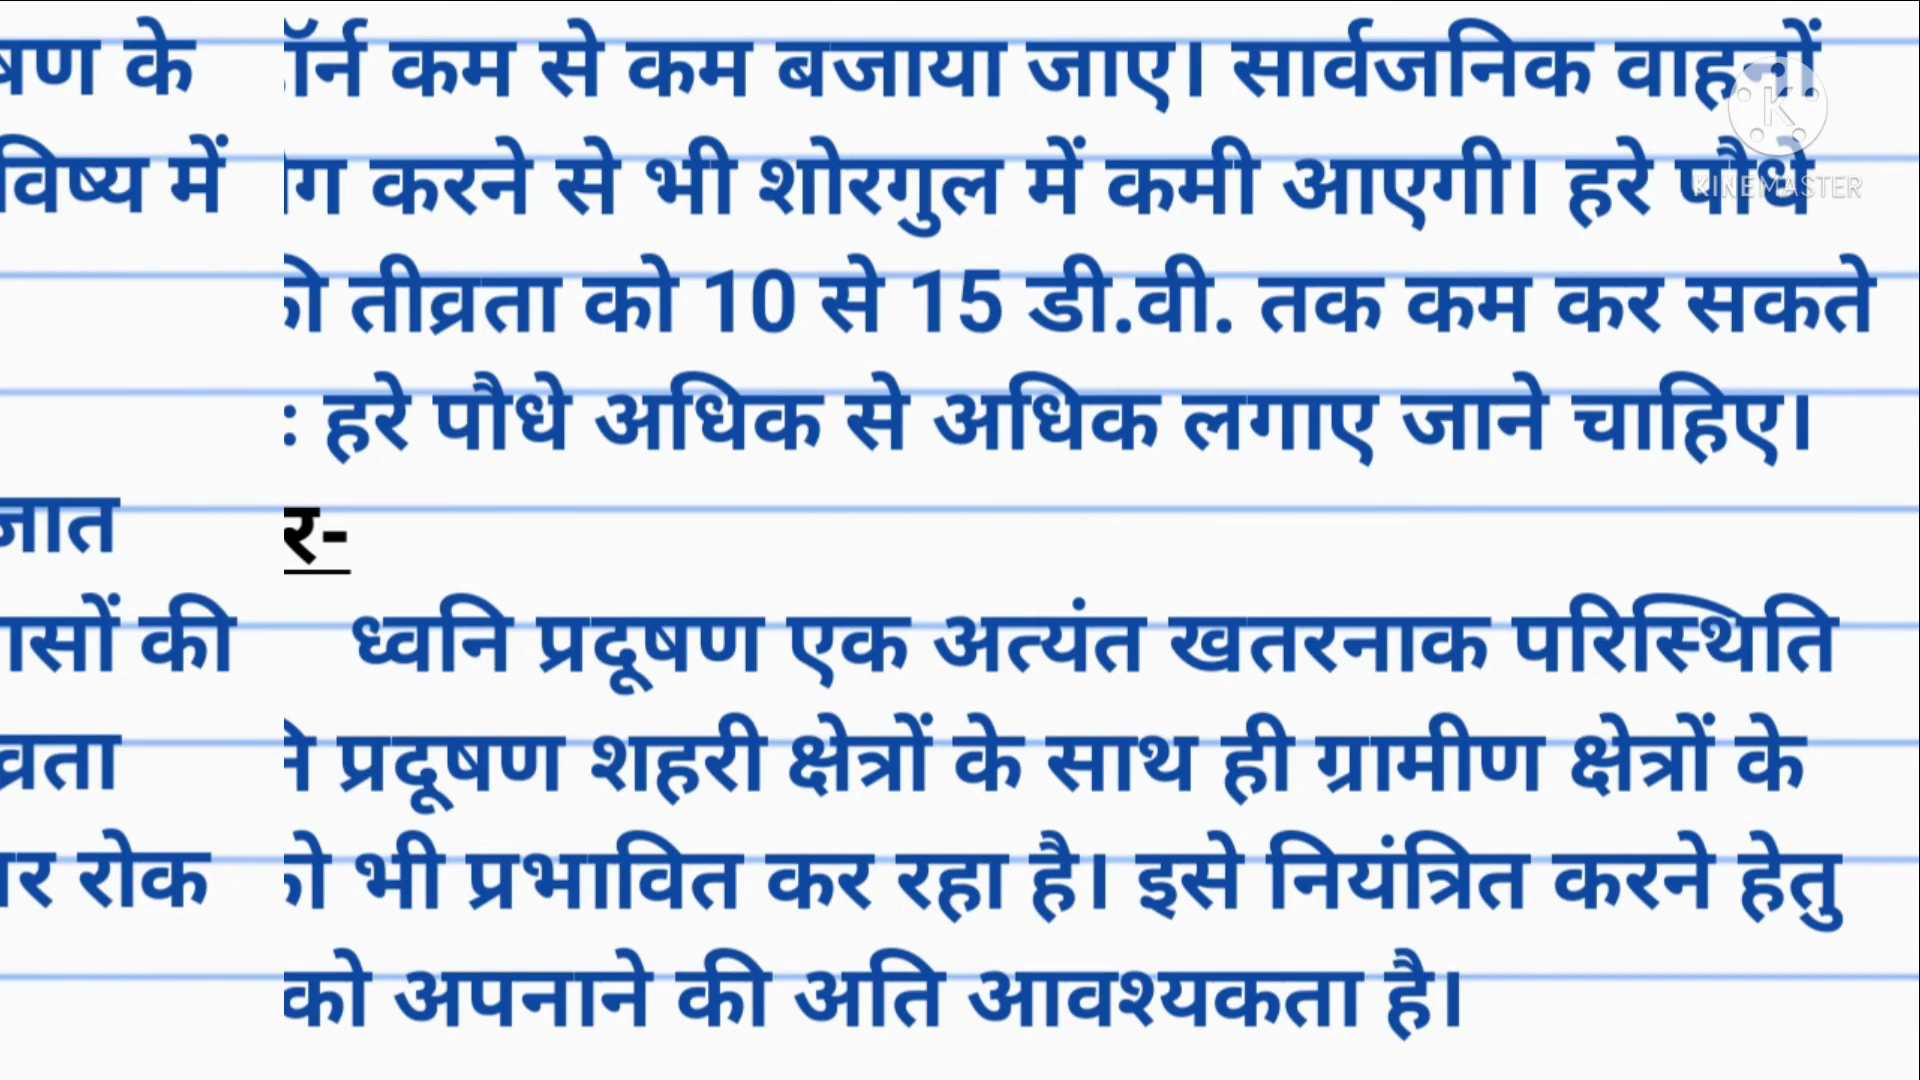 कम से कम बजाया जाए। सार्वजनिक वाहनों
करने से भी शोरगुल में कमी आएगी। हरे पौधे
तीव्रता को 10 से 15 डी.वी. तक कम कर सकते
हरे पौधे अधिक से अधिक लगाए जाने चाहिए।
ध्वनि प्रदूषण एक अत्यंत खतरनाक परिस्थिति
प्रदूषण शहरी क्षेत्रों के साथ ही ग्रामीण क्षेत्रों के
भी प्रभावित कर रहा है। इसे नियंत्रित करने हेतु
को अपनाने की अति आवश्यकता है।
के
में
की
रोक
KINEMASTER